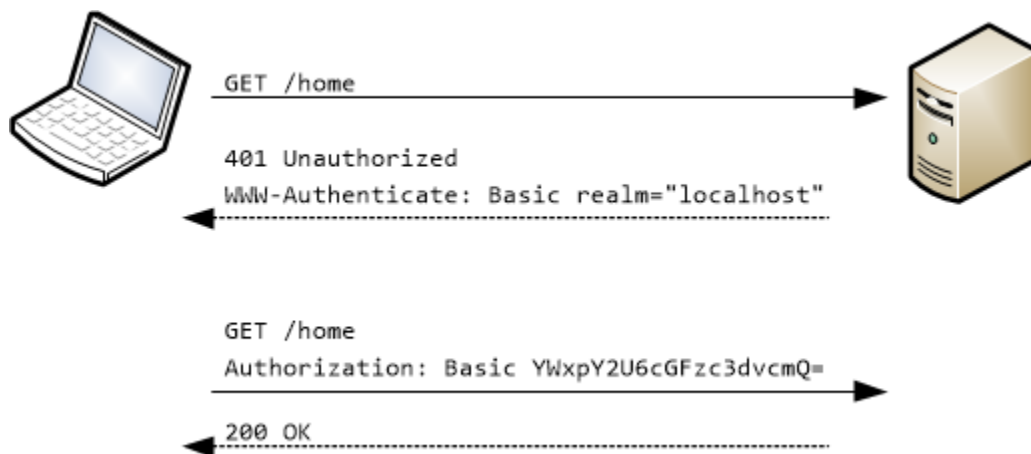 GET /home
401 Unauthorized
WWW-Authenticate: Basic realm="localhost"
GET /home
Authorization: Basic YWxpY2U6cGFzc3dvcmQ=
200 OK